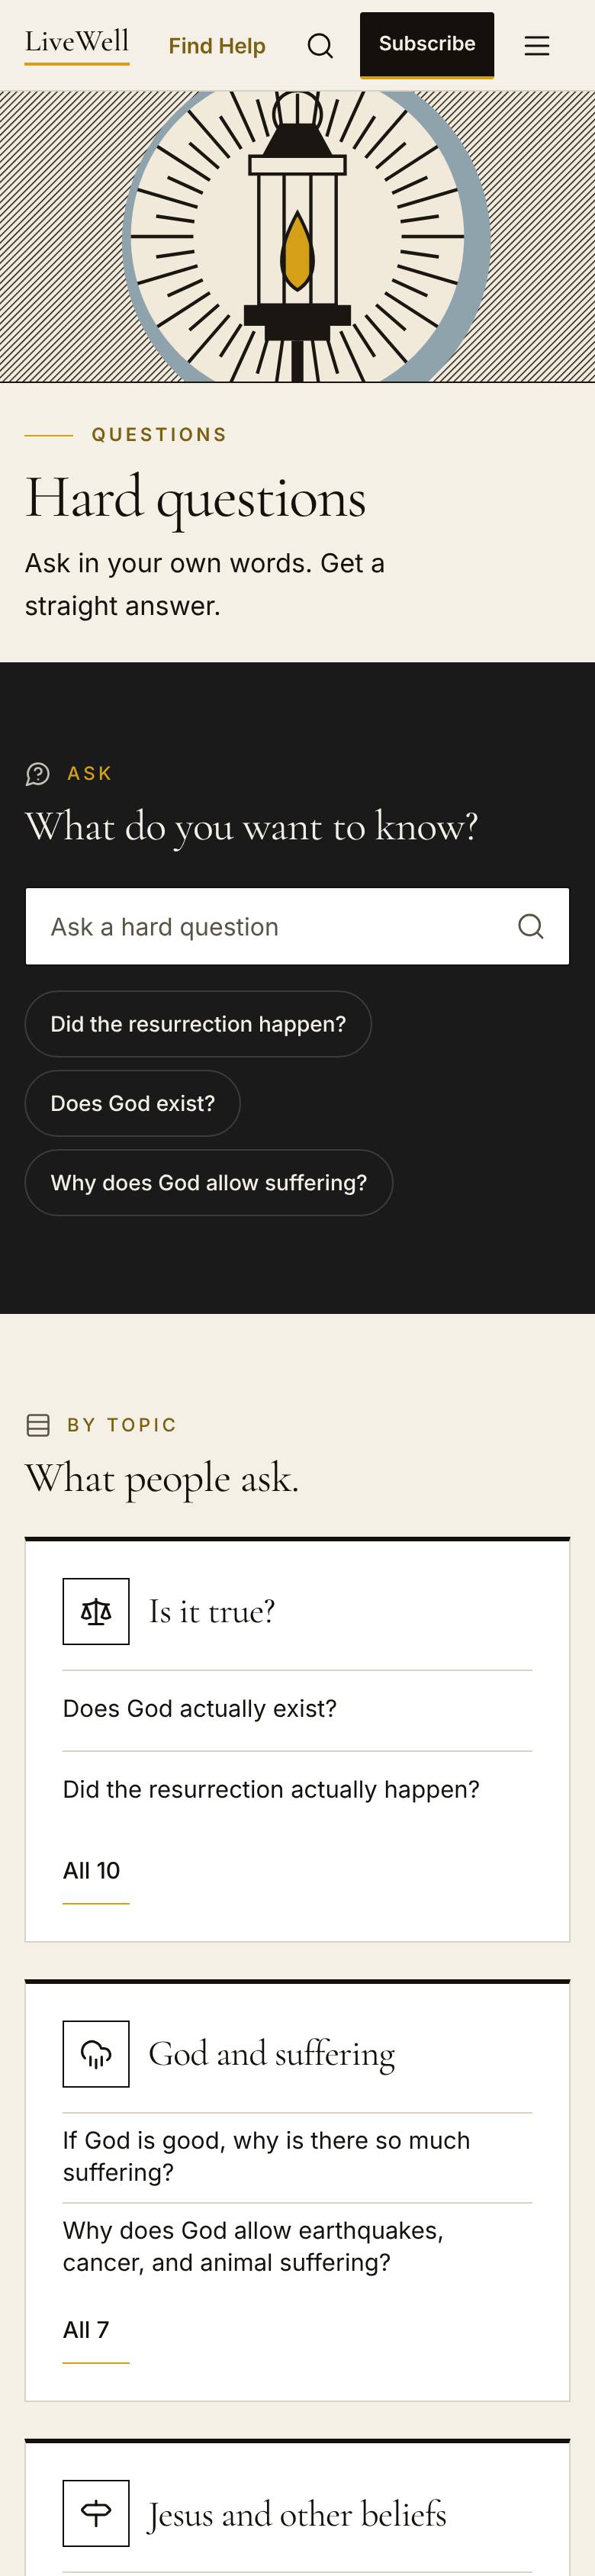 LiveWell
Find Help
Subscribe
QUESTIONS
Hard questions
Ask in your own words. Get a
straight answer.
ASK
What do you want to know?
Ask a hard question
Did the resurrection happen?
Does God exist?
Why does God allow suffering?
BY TOPIC
What people ask.
Is it true?
Does God actually exist?
Did the resurrection actually happen?
All 10
God and suffering
If God is good, why is there so much
suffering?
Why does God allow earthquakes,
cancer, and animal suffering?
All 7
Jesus and other beliefs